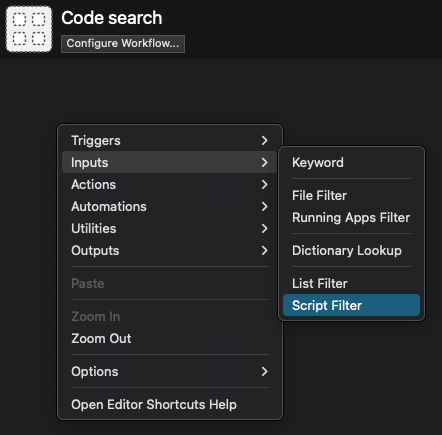 Code search
Configure Workflow...
Triggers
Inputs
Actions
Automations
Utilities
Outputs
Paste
Zoom In
Zoom Out
Options
Open Editor Shortcuts Help
Keyword
File Filter
Running Apps Filter
Dictionary Lookup
List Filter
Script Filter